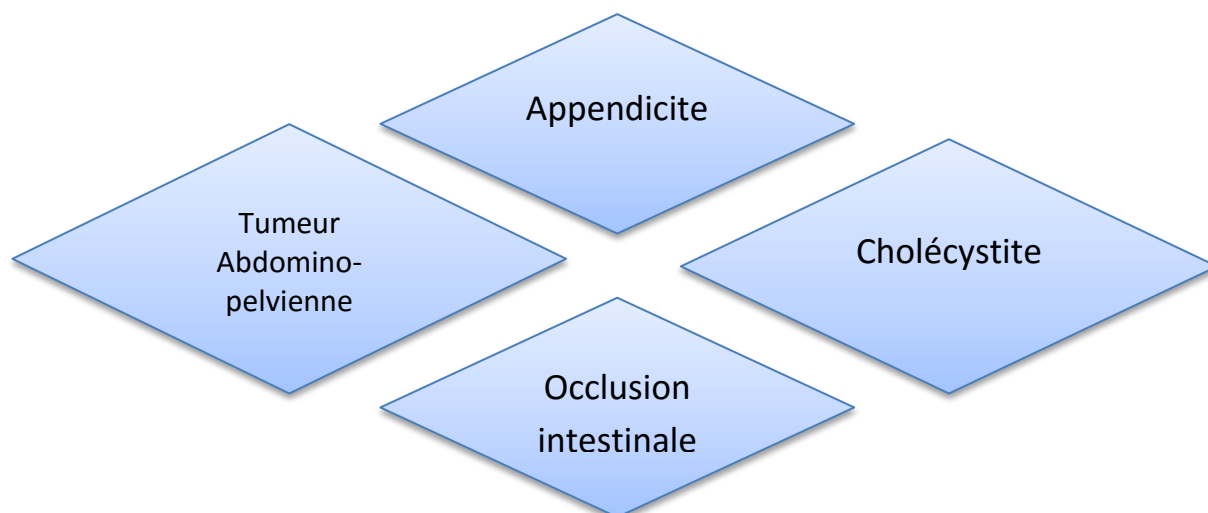 Appendicite
Tumeur
Abdomino-
pelvienne
Cholécystite
Occlusion
intestinale